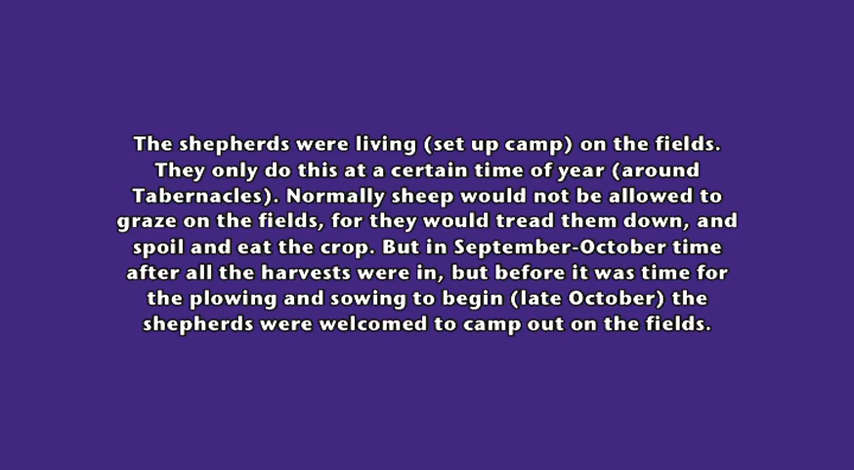 The shepherds were living (set up camp) on the fields.
They only do this at a certain time of year (around
Tabernacles). Normally sheep would not be allowed to
graze on the fields, for they would tread them down, and
spoil and eat the crop. But in September-October time
after all the harvests were in, but before it was time for
the plowing and sowing to begin (late October) the
shepherds were welcomed to camp out on the fields.